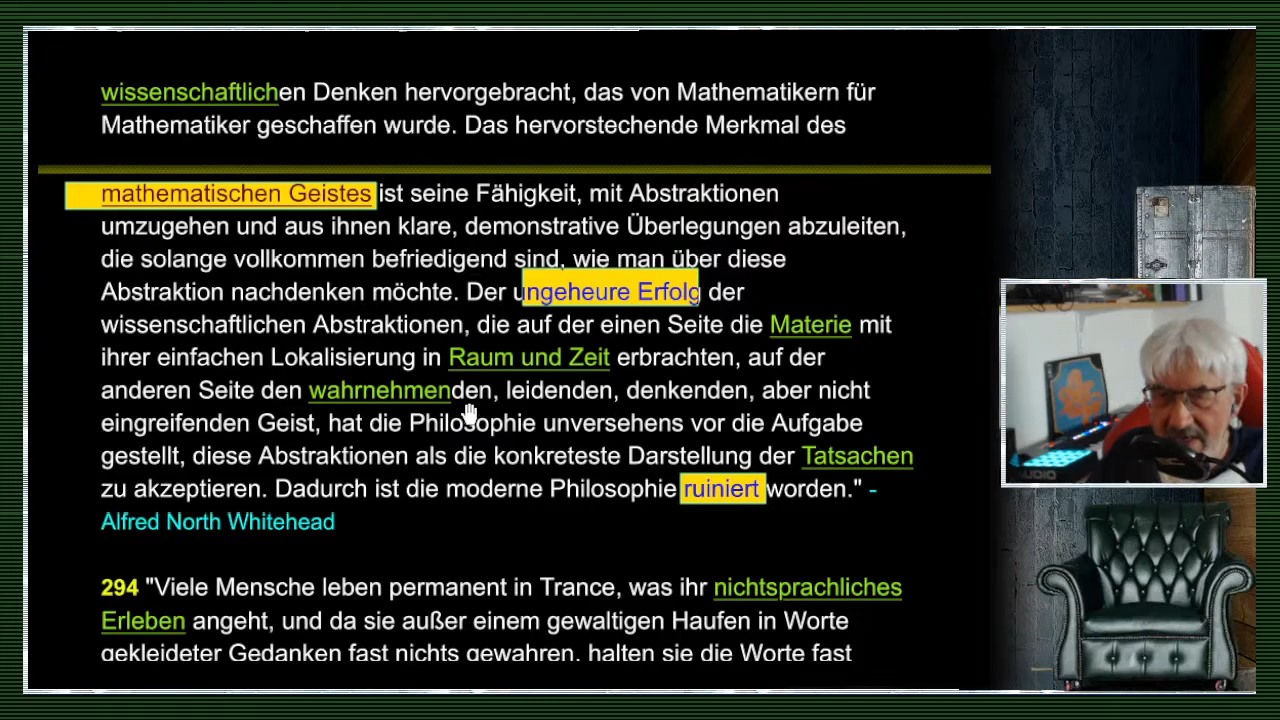 wissenschaftlichen Denken hervorgebracht, das von Mathematikern für
Mathematiker geschaffen wurde. Das hervorstechende Merkmal des
mathematischen Geistes ist seine Fähigkeit, mit Abstraktionen
umzugehen und aus ihnen klare, demonstrative Überlegungen abzuleiten,
die solange vollkommen befriedigend sind, wie man über diese
Abstraktion nachdenken möchte. Der ungeheure Erfolg der
wissenschaftlichen Abstraktionen, die auf der einen Seite die Materie mit
ihrer einfachen Lokalisierung in Raum und Zeit erbrachten, auf der
anderen Seite den wahrnehmenden, leidenden, denkenden, aber nicht
eingreifenden Geist, hat die Philosophie unversehens vor die Aufgabe
gestellt, diese Abstraktionen als die konkreteste Darstellung der Tatsachen
zu akzeptieren. Dadurch ist die moderne Philosophie ruiniert worden." -
Alfred North Whitehead
294 "Viele Mensche leben permanent in Trance, was ihr nichtsprachliches
Erleben angeht, und da sie außer einem gewaltigen Haufen in Worte
gekleideter Gedanken fast nichts gewahren, halten sie die Worte fast